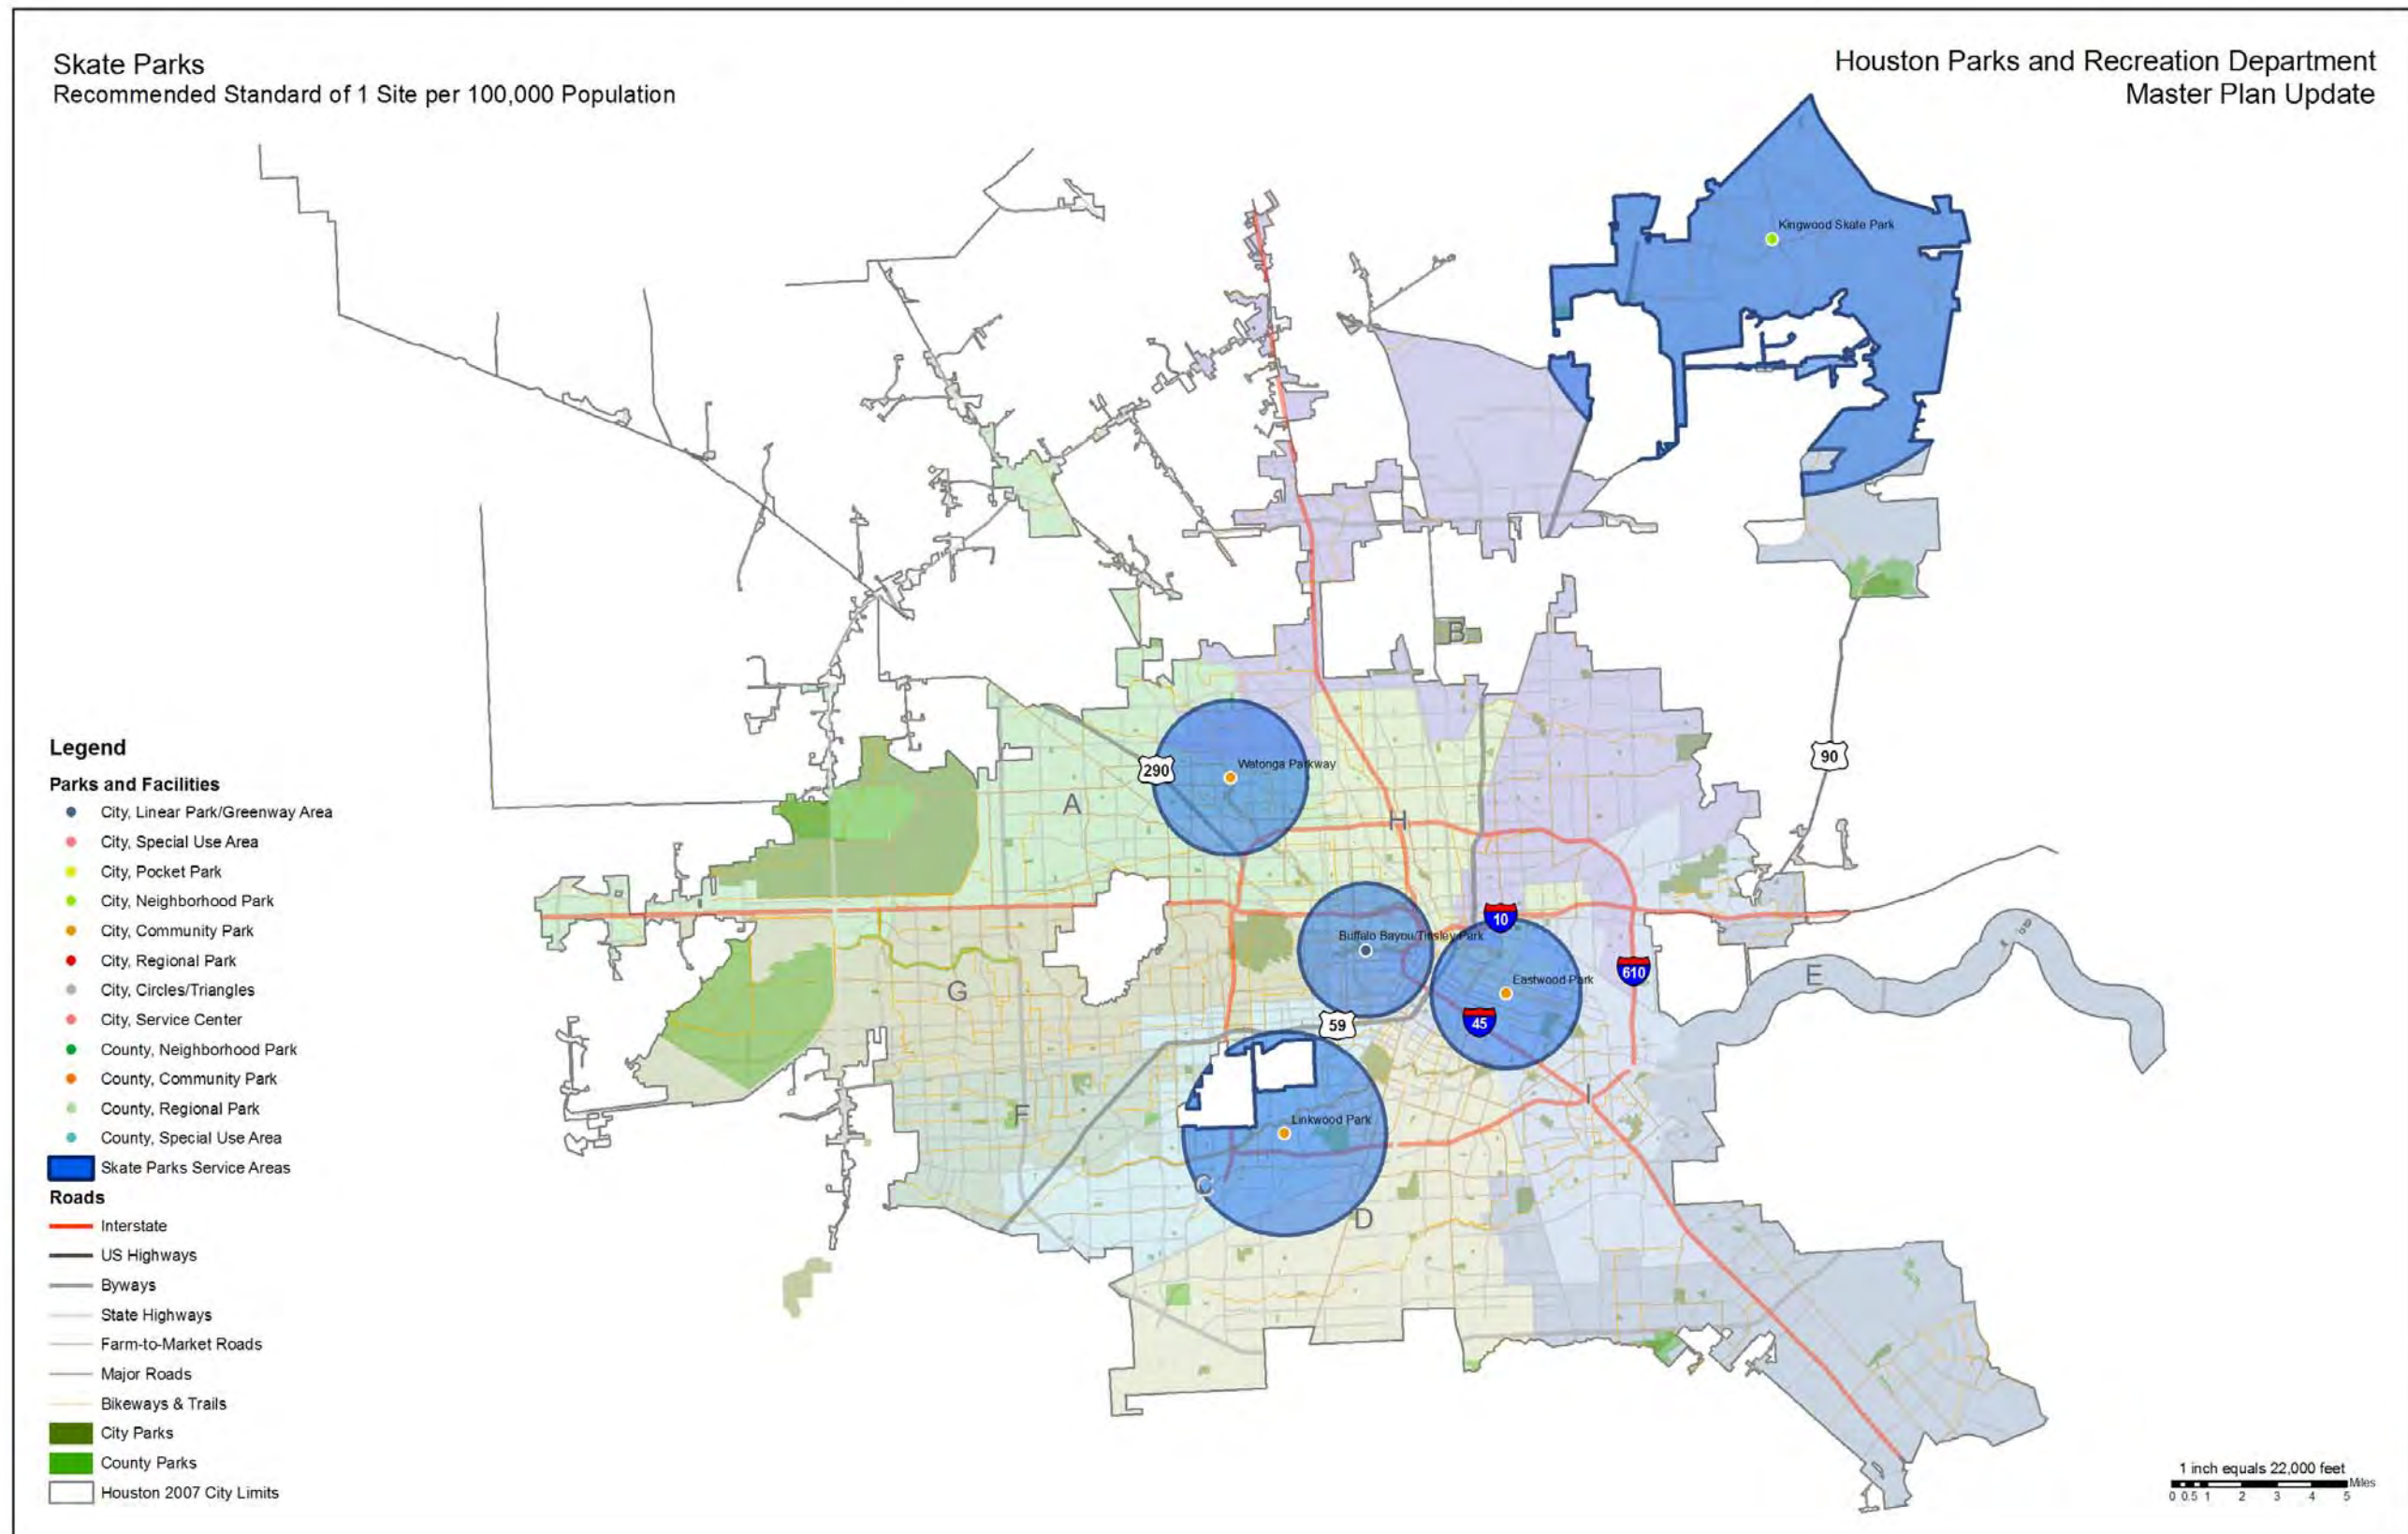 Skate Parks
Recommended Standard of 1 Site per 100,000 Population
Houston Parks and Recreation Department
Master Plan Update
Kingwood Skate Park
B
290
Watonga Parkway
90
A
H
10
Buffalo Bayou/Tinsley Park
610
E
Eastwood Park
G
45
59
I
F
Linkwood Park
C
D
Legend
Parks and Facilities
City, Linear Park/Greenway Area
City, Special Use Area
City, Pocket Park
City, Neighborhood Park
City, Community Park
City, Regional Park
City, Circles/Triangles
City, Service Center
County, Neighborhood Park
County, Community Park
County, Regional Park
County, Special Use Area
Skate Parks Service Areas
Roads
Interstate
US Highways
Byways
State Highways
Farm-to-Market Roads
Major Roads
Bikeways & Trails
City Parks
County Parks
Houston 2007 City Limits
1 inch equals 22,000 feet
Miles
0 0.5 1 2 3 4 5